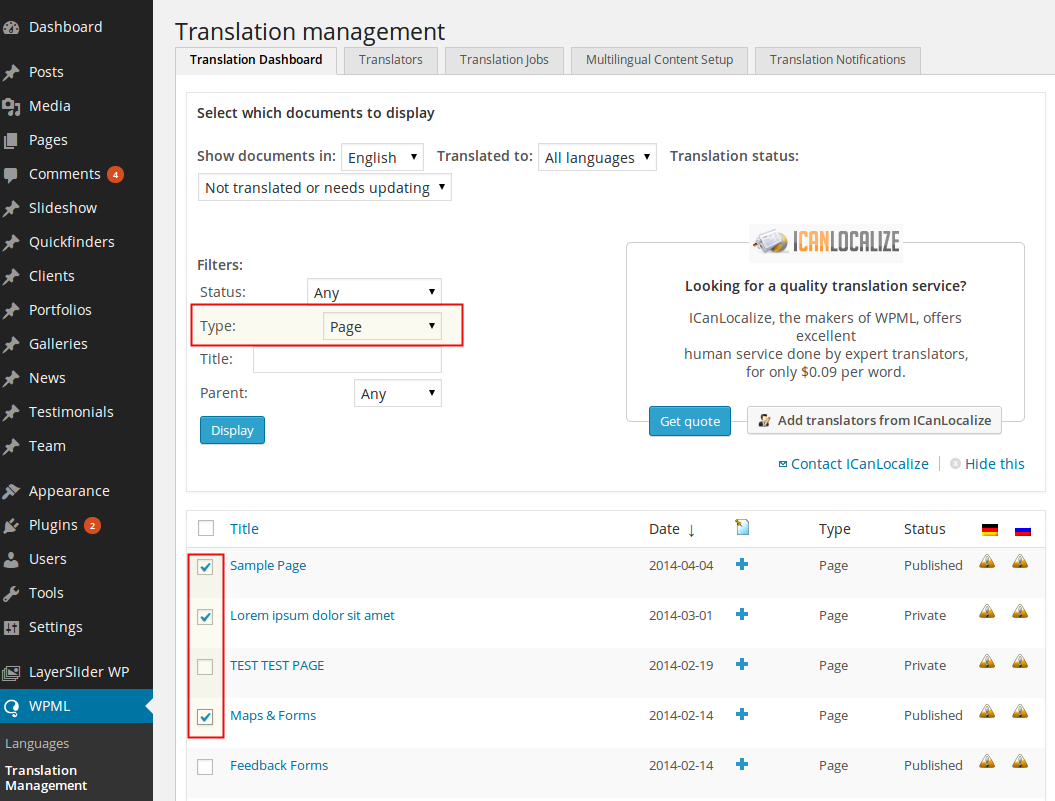 Dashboard
Posts
Media
Pages
Comments 4
Slideshow
Quickfinders
Clients
Portfolios
Galleries
News
Testimonials
Team
Appearance
Plugins 2
Users
Tools
Settings
LayerSlider WP
WPML
Languages
Translation
Management
Translation management
Translation Dashboard Translators Translation Jobs Multilingual Content Setup Translation Notifications
Select which documents to display
Show documents in: English Translated to: All languages Translation status:
Not translated or needs updating
Filters:
Status: Any
Type: Page
Title:
Parent: Any
Display
ICANLOCALIZE
Looking for a quality translation service?
ICanLocalize, the makers of WPML, offers
excellent
human service done by expert translators,
for only $0.09 per word.
Get quote Add translators from ICanLocalize
Contact ICanLocalize Hide this
Title Date ↓ Type Status
Sample Page 2014-04-04 Page Published
Lorem ipsum dolor sit amet 2014-03-01 Page Private
TEST TEST PAGE 2014-02-19 Page Private
Maps & Forms 2014-02-14 Page Published
Feedback Forms 2014-02-14 Page Published